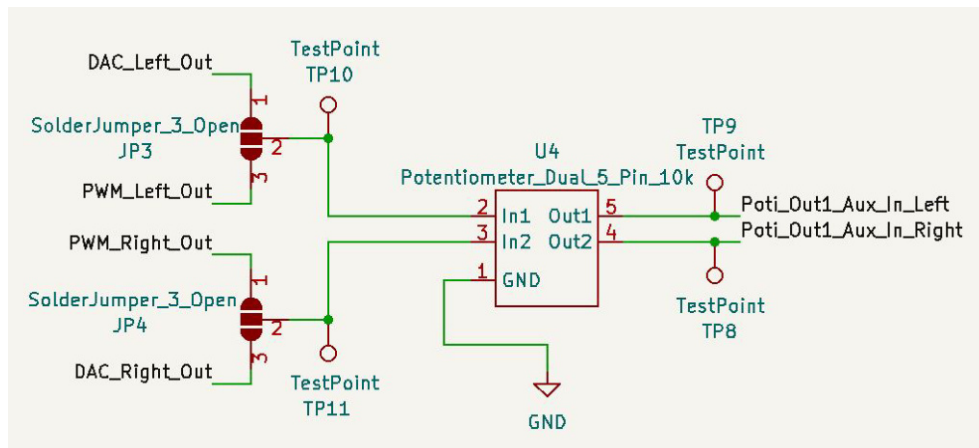 TestPoint
TP10
DAC_Left_Out
1
SolderJumper_3_Open
JP3
2
3
PWM_Left_Out
TP9
TestPoint
U4
Potentiometer_Dual_5_Pin_10k
2 In1 Out1 5
Poti_Out1_Aux_In_Left
3 In2 Out2 4
Poti_Out1_Aux_In_Right
1 GND
PWM_Right_Out
1
SolderJumper_3_Open
JP4
2
3
DAC_Right_Out
TestPoint
TP8
TestPoint
TP11
GND